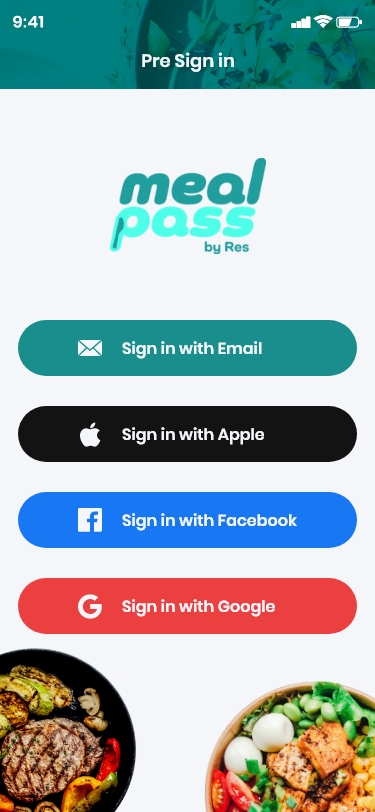 9:41
Pre Sign in
meal
pass
by Res
Sign in with Email
Sign in with Apple
Sign in with Facebook
Sign in with Google